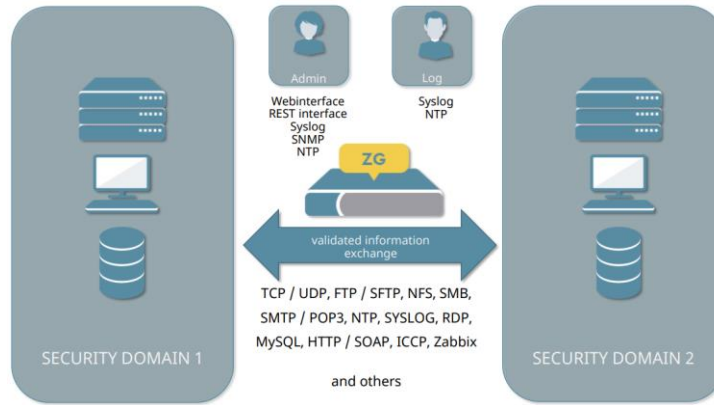 Admin
Log
Webinterface
REST interface
Syslog
SNMP
NTP
Syslog
NTP
ZG
validated information
exchange
TCP / UDP, FTP / SFTP, NFS, SMB,
SMTP / POP3, NTP, SYSLOG, RDP,
MySQL, HTTP / SOAP, ICCP, Zabbix
and others
SECURITY DOMAIN 1
SECURITY DOMAIN 2